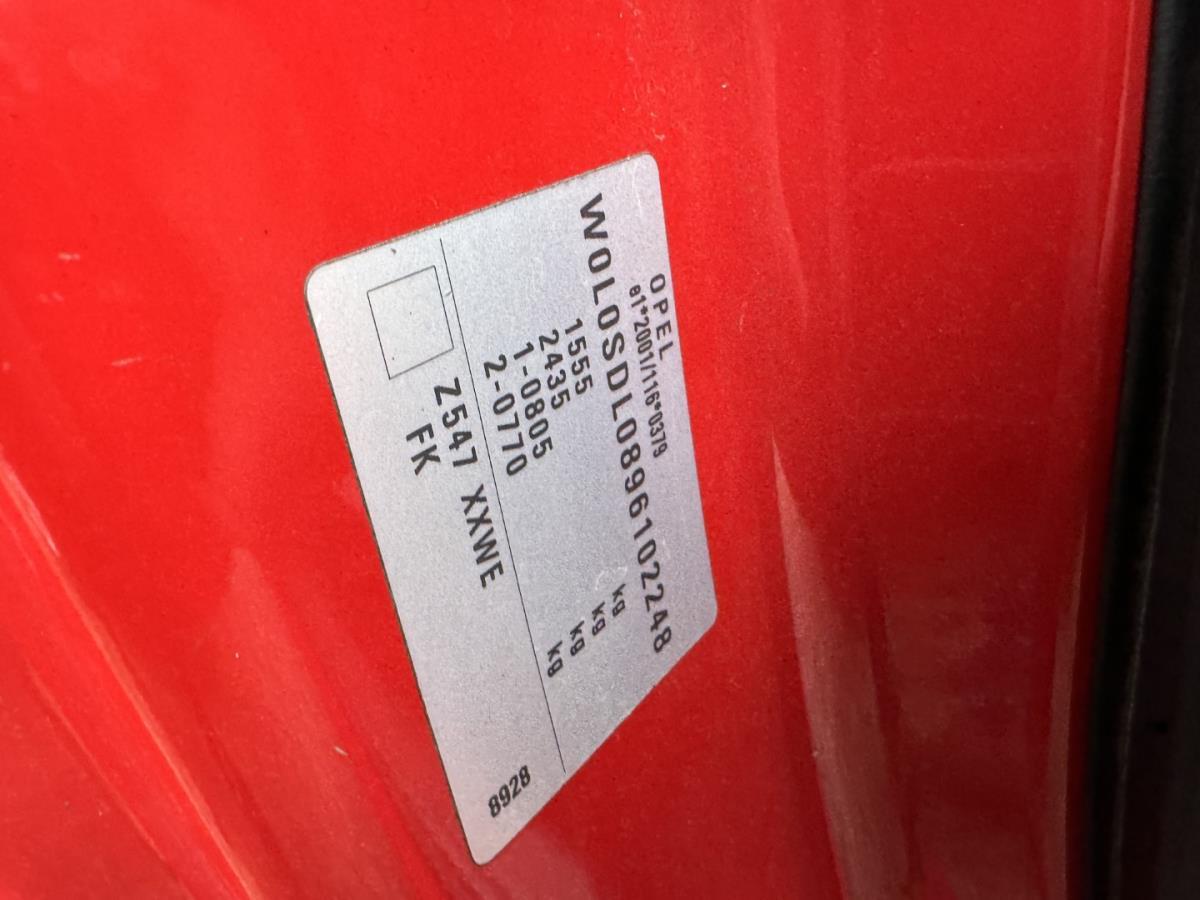 OPEL
e1*2001/116*0379
W0L0SDL0896102248
1555 kg
2435 kg
1-0805 kg
2-0770 kg
Z547 XXWE
FK
8928